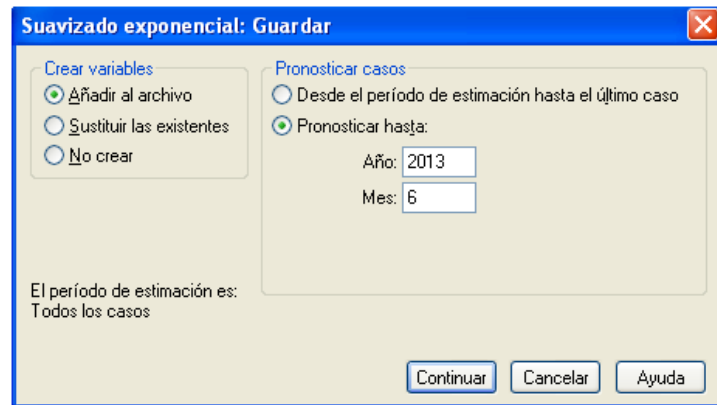 Suavizado exponencial: Guardar
Crear variables
Añadir al archivo
Sustituir las existentes
No crear
Pronosticar casos
Desde el período de estimación hasta el último caso
Pronosticar hasta:
Año: 2013
Mes: 6
El período de estimación es:
Todos los casos
Continuar
Cancelar
Ayuda